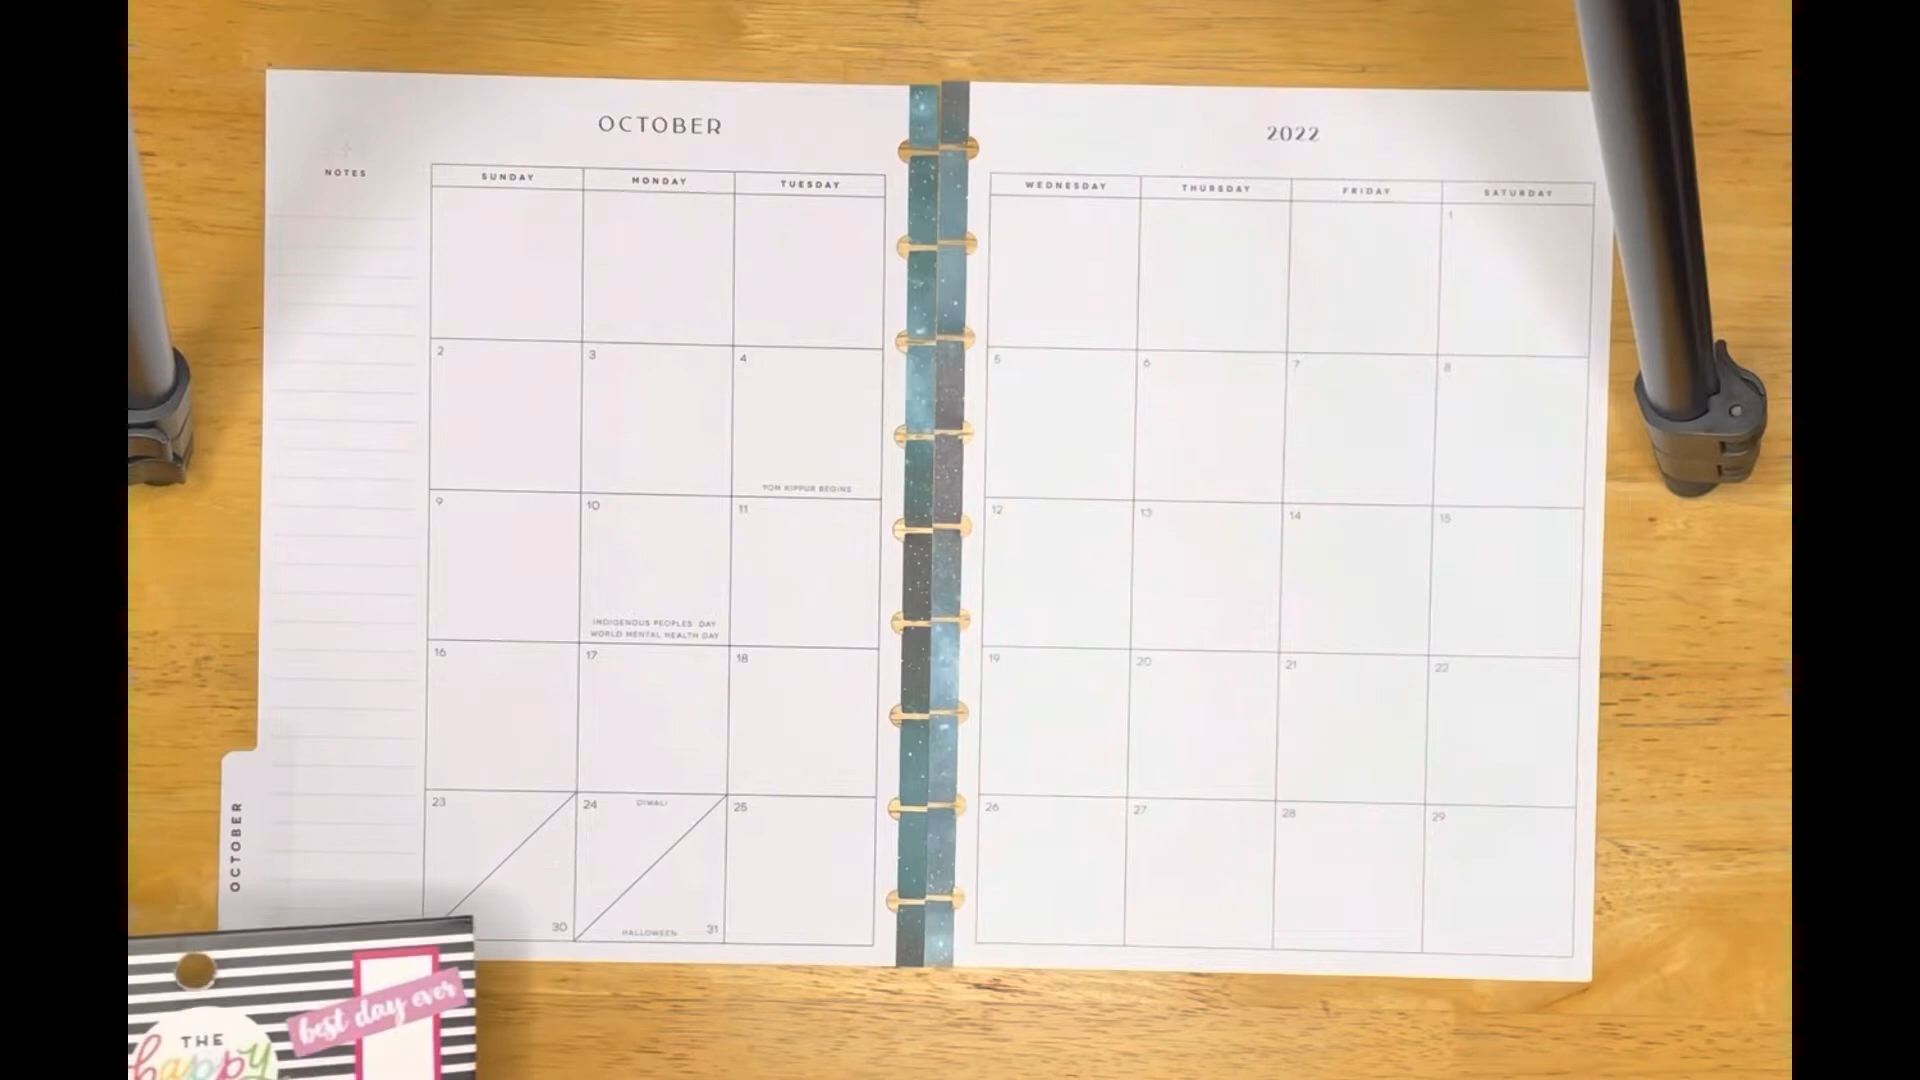 OCTOBER
2022
NOTES
SUNDAY
MONDAY
TUESDAY
WEDNESDAY
THURSDAY
FRIDAY
SATURDAY
1
2
3
4
YOM KIPPUR BEGINS
5
6
7
8
9
10
INDIGENOUS PEOPLES' DAY
WORLD MENTAL HEALTH DAY
11
12
13
14
15
16
17
18
19
20
21
22
23
30
24
DIWALI
HALLOWEEN
31
25
26
27
28
29
OCTOBER
best day ever
THE
happy